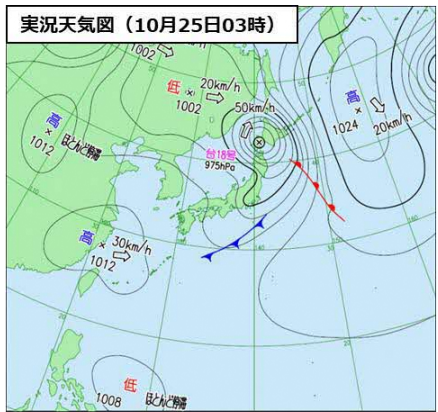 実況天気図（10月25日03時）
1002
低
20km/h
1002
50km/h
高
1024
20km/h
高
1012
ほとんど停滞
台18号
975hPa
高
30km/h
1012
低
1008
ほとんど停滞